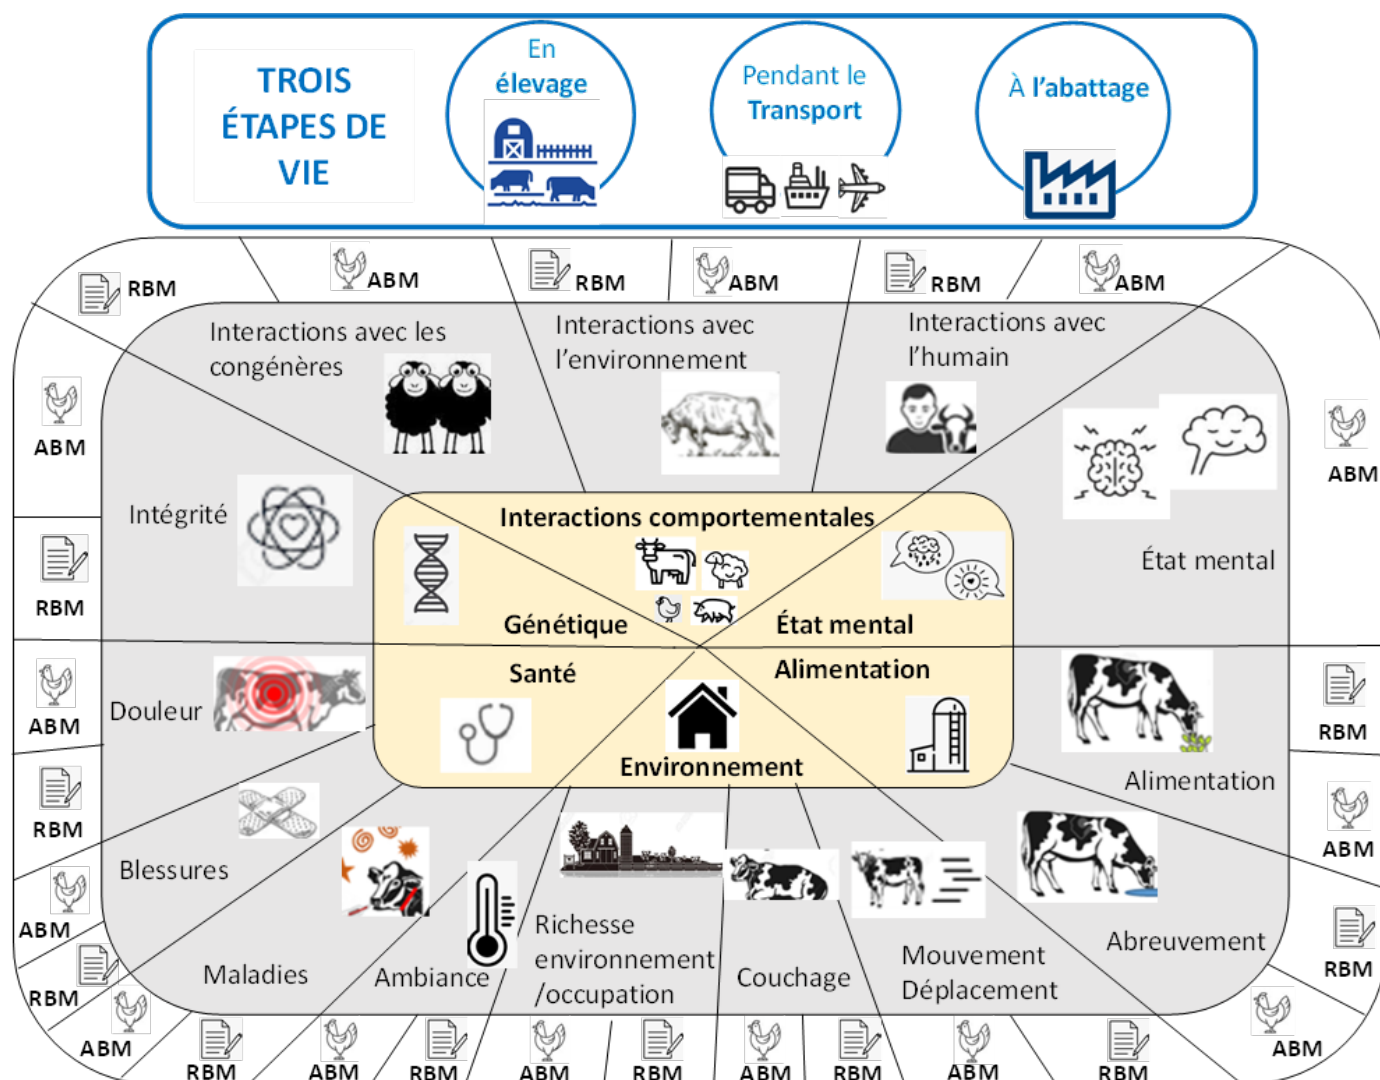 TROIS
ÉTAPES DE
VIE
En
élevage
Pendant le
Transport
À l'abattage
RBM
ABM
RBM
ABM
RBM
ABM
Interactions avec les
congénères
Interactions avec
l'environnement
Interactions avec
l'humain
ABM
ABM
Intégrité
État mental
RBM
Interactions comportementales
Génétique
État mental
Santé
Alimentation
Environnement
Douleur
ABM
RBM
Alimentation
RBM
ABM
Blessures
ABM
Abreuvement
RBM
Maladies
Ambiance
Richesse
environnement
/occupation
Couchage
Mouvement
Déplacement
RBM
ABM
ABM
RBM
ABM
RBM
ABM
RBM
ABM
RBM
ABM
RBM